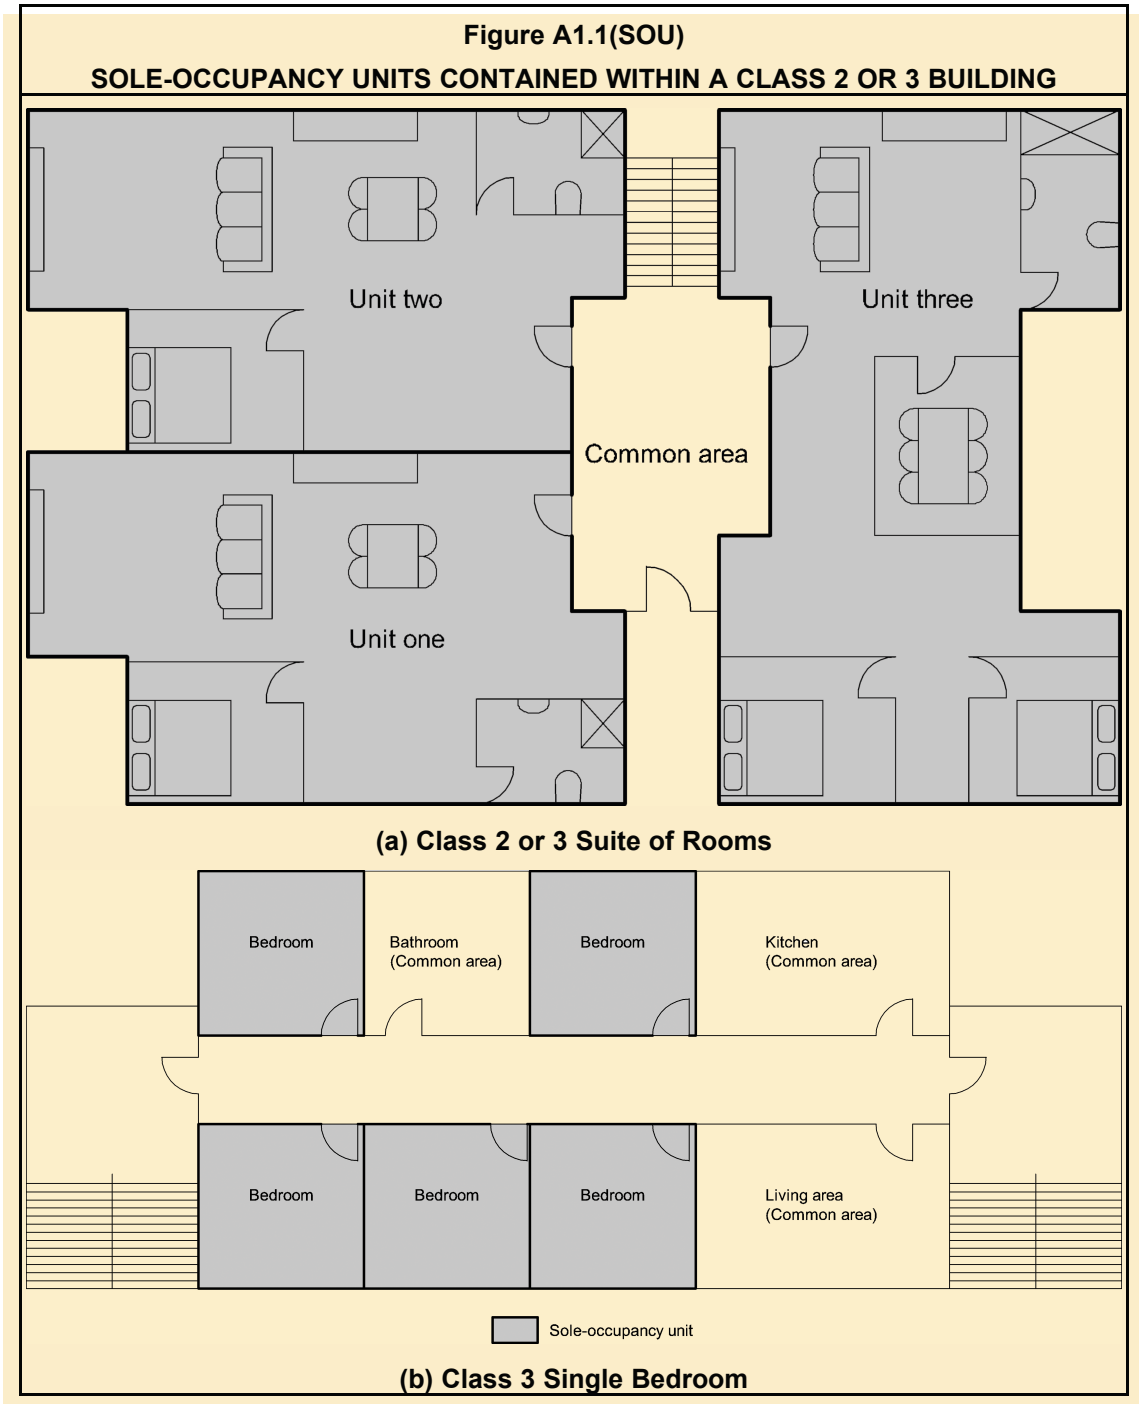 Figure A1.1(SOU)
SOLE-OCCUPANCY UNITS CONTAINED WITHIN A CLASS 2 OR 3 BUILDING
Unit two
Unit three
Common area
Unit one
(a) Class 2 or 3 Suite of Rooms
Bedroom
Bathroom
(Common area)
Bedroom
Kitchen
(Common area)
Bedroom
Bedroom
Bedroom
Living area
(Common area)
Sole-occupancy unit
(b) Class 3 Single Bedroom